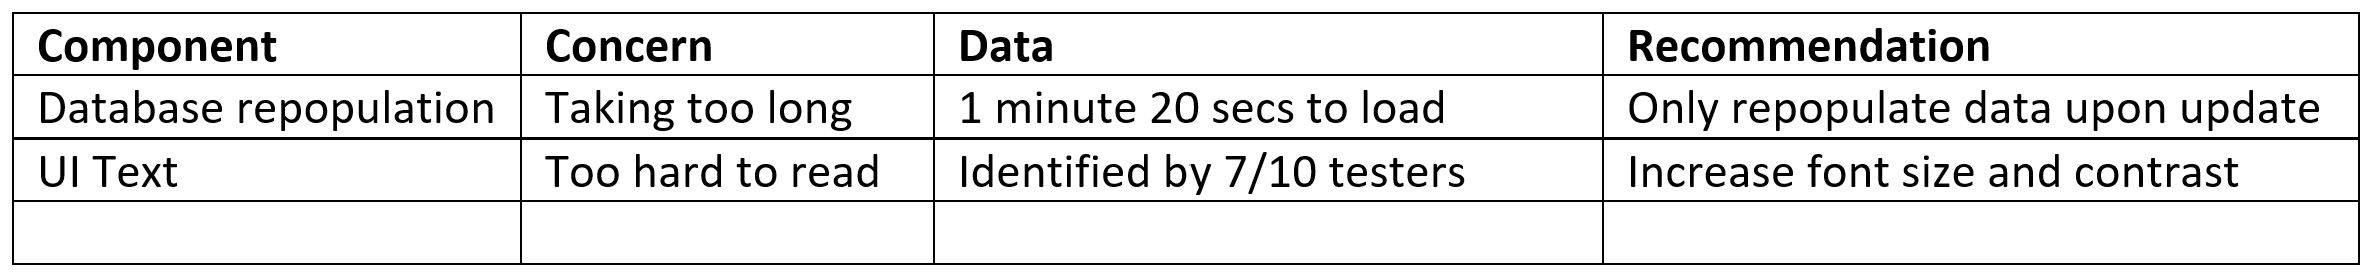 Component Concern Data Recommendation
Database repopulation Taking too long 1 minute 20 secs to load Only repopulate data upon update
UI Text Too hard to read Identified by 7/10 testers Increase font size and contrast